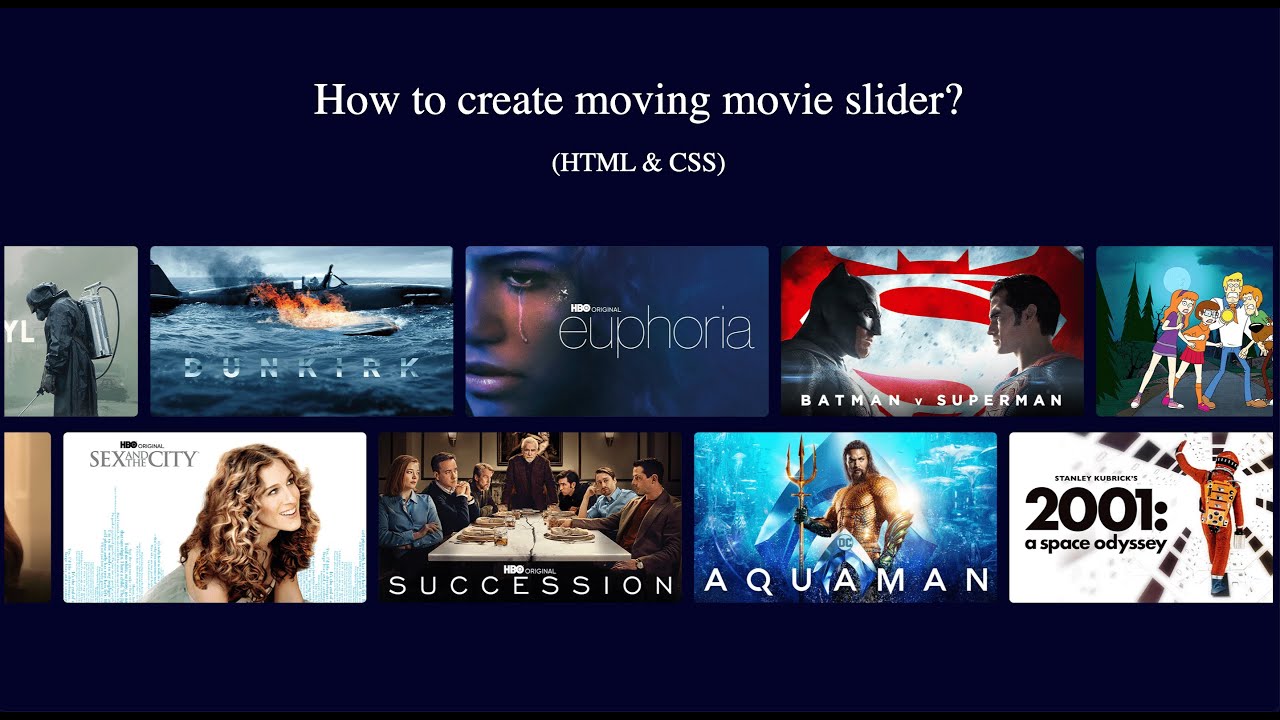 How to create moving movie slider?
(HTML & CSS)
YL
DUNKIRK
HBO ORIGINAL
euphoria
BATMAN v SUPERMAN
HBO ORIGINAL
SEX AND THE CITY
HBO ORIGINAL
SUCCESSION
DC
AQUAMAN
STANLEY KUBRICK'S
2001:
a space odyssey